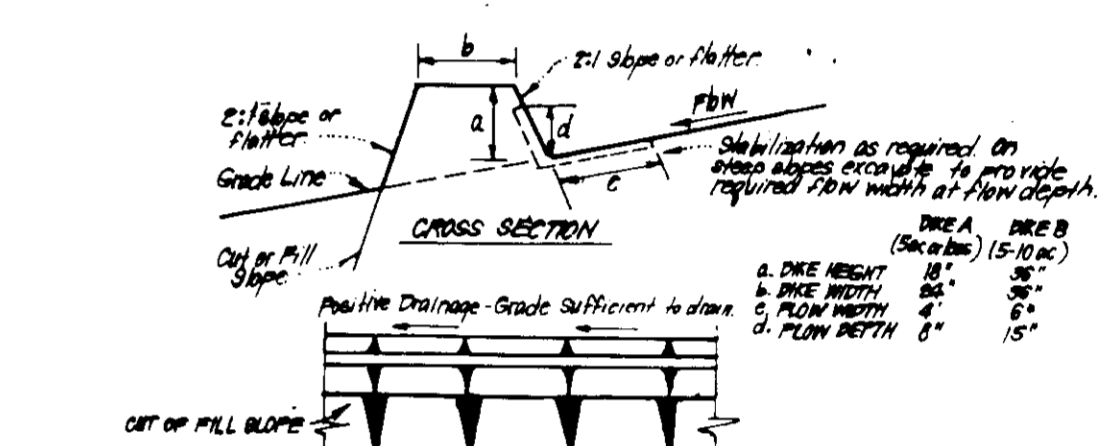 b
2:1 Slope or flatter.
Flow
2:1 slope or
flatter
a
d
Stabilization as required. On
steep slopes excavate to provide
required flow width at flow depth.
Grade Line
c
CROSS SECTION
Cut or Fill
Slope
DIKE A DIKE B
(5ac or less) (5-10 ac)
a. DIKE HEIGHT 18" 36"
b. DIKE WIDTH 24" 36"
c. FLOW WIDTH 4' 6'
d. FLOW DEPTH 8" 15"
Positive Drainage - Grade Sufficient to drain.
CUT OF FILL SLOPE